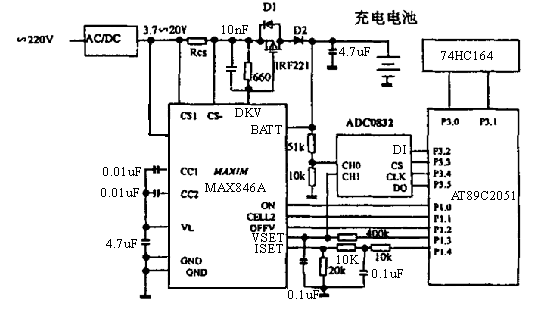 D1
充电电池
3.7∽20V
10nF
D2
∽220V
AC/DC
Rcs
IRF221
4.7uF
74HC164
660
CS1
CS-
DKV
BATT
ADC0832
P3.0
P3.1
51k
DI
P3.2
0.01uF
CC1
MAXIM
CH0
CS
P3.3
10k
CH1
CLK
P3.4
0.01uF
CC2
MAX846A
DO
P3.5
AT89C2051
ON
P1.0
CELL2
P1.1
VL
OFFV
P1.2
4.7uF
VSET
400k
P1.3
ISET
10K
10k
P1.4
GND
GND
20k
0.1uF
0.1uF